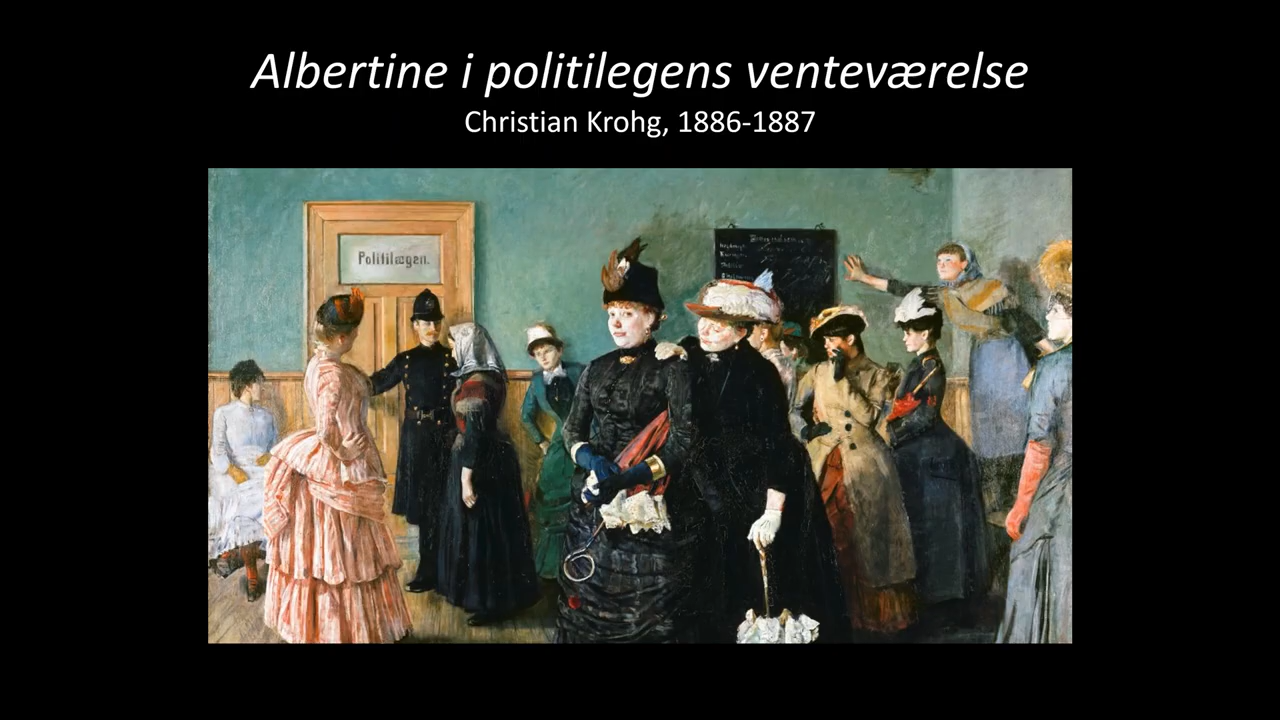 Albertine i politilegens venteværelse
Christian Krohg, 1886-1887
Politilægen.